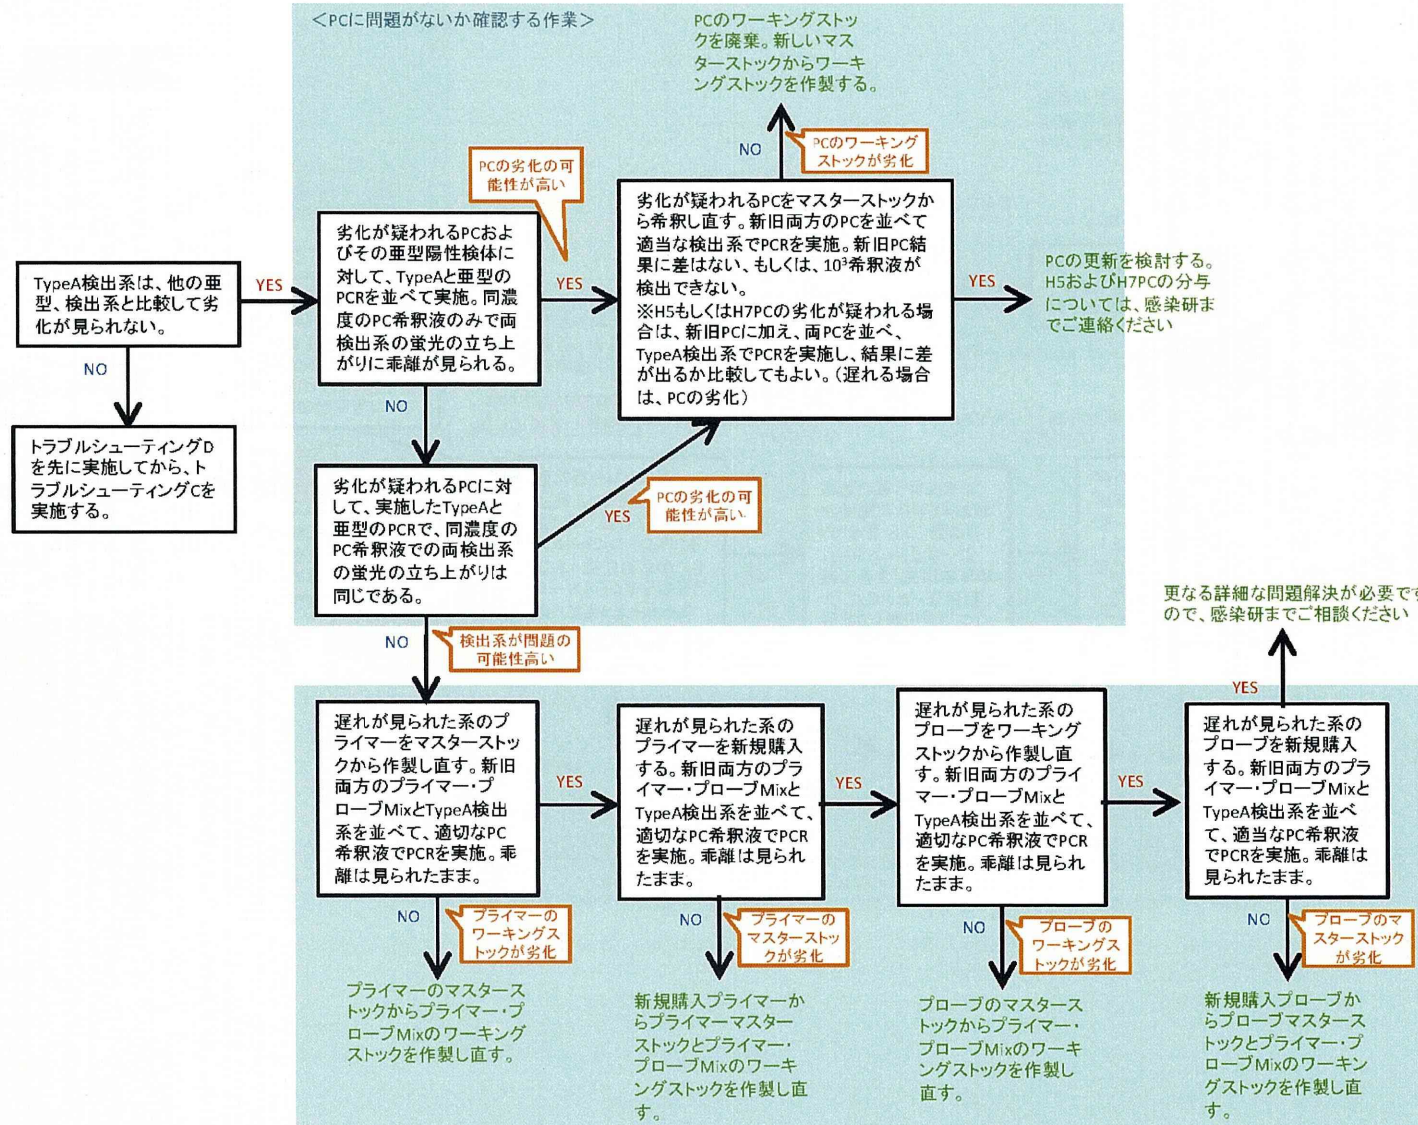 ＜PCに問題がないか確認する作業＞
PCのワーキングストッ
クを廃棄。新しいマス
ターストックからワーキ
ングストックを作製する。
NO
PCのワーキング
ストックが劣化
PCの劣化の可
能性が高い
TypeA検出系は、他の亜
型、検出系と比較して劣
化が見られない。
YES
劣化が疑われるPCおよ
びその亜型陽性検体に
対して、TypeAと亜型の
PCRを並べて実施。同濃
度のPC希釈液のみで両
検出系の蛍光の立ち上
がりに乖離が見られる。
YES
劣化が疑われるPCをマスターストックか
ら希釈し直す。新旧両方のPCを並べて
適当な検出系でPCRを実施。新旧PC結
果に差はない、もしくは、10³希釈液が
検出できない。
※H5もしくはH7PCの劣化が疑われる場
合は、新旧PCに加え、両PCを並べ、
TypeA検出系でPCRを実施し、結果に差
が出るか比較してもよい。（遅れる場合
は、PCの劣化）
YES
PCの更新を検討する。
H5およびH7PCの分与
については、感染研ま
でご連絡ください
NO
トラブルシューティングD
を先に実施してから、ト
ラブルシューティングCを
実施する。
NO
劣化が疑われるPCに対
して、実施したTypeAと
亜型のPCRで、同濃度の
PC希釈液での両検出系
の蛍光の立ち上がりは
同じである。
YES
PCの劣化の可
能性が高い
NO
検出系が問題の
可能性高い
更なる詳細な問題解決が必要です
ので、感染研までご相談ください
YES
遅れが見られた系のプ
ライマーをマスターストッ
クから作製し直す。新旧
両方のプライマー・プ
ローブMixとTypeA検出
系を並べて、適切なPC
希釈液でPCRを実施。乖
離は見られたまま。
YES
遅れが見られた系の
プライマーを新規購入
する。新旧両方のプラ
イマー・プローブMixと
TypeA検出系を並べて、
適切なPC希釈液でPCR
を実施。乖離は見られ
たまま。
YES
遅れが見られた系の
プローブをワーキング
ストックから作製し直
す。新旧両方のプライ
マー・プローブMixと
TypeA検出系を並べて、
適切なPC希釈液でPCR
を実施。乖離は見られ
たまま。
YES
遅れが見られた系の
プローブを新規購入
する。新旧両方のプラ
イマー・プローブMixと
TypeA検出系を並べ
て、適当なPC希釈液
でPCRを実施。乖離は
見られたまま。
NO
プライマーの
ワーキングス
トックが劣化
NO
プライマーの
マスターストッ
クが劣化
NO
プローブの
ワーキングス
トックが劣化
NO
プローブのマ
スターストック
が劣化
プライマーのマスタース
トックからプライマー・プ
ローブMixのワーキング
ストックを作製し直す。
新規購入プライマーか
らプライマーマスター
ストックとプライマー・
プローブMixのワーキ
ングストックを作製し直
す。
プローブのマスタース
トックからプライマー・
プローブMixのワーキ
ングストックを作製し
直す。
新規購入プローブか
らプローブマスタース
トックとプライマー・プ
ローブMixのワーキン
グストックを作製し直
す。